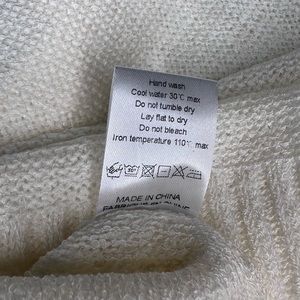 Hand wash
Cool water 30℃ max
Do not tumble dry
Lay flat to dry
Do not bleach
Iron temperature 110℃ max
MADE IN CHINA